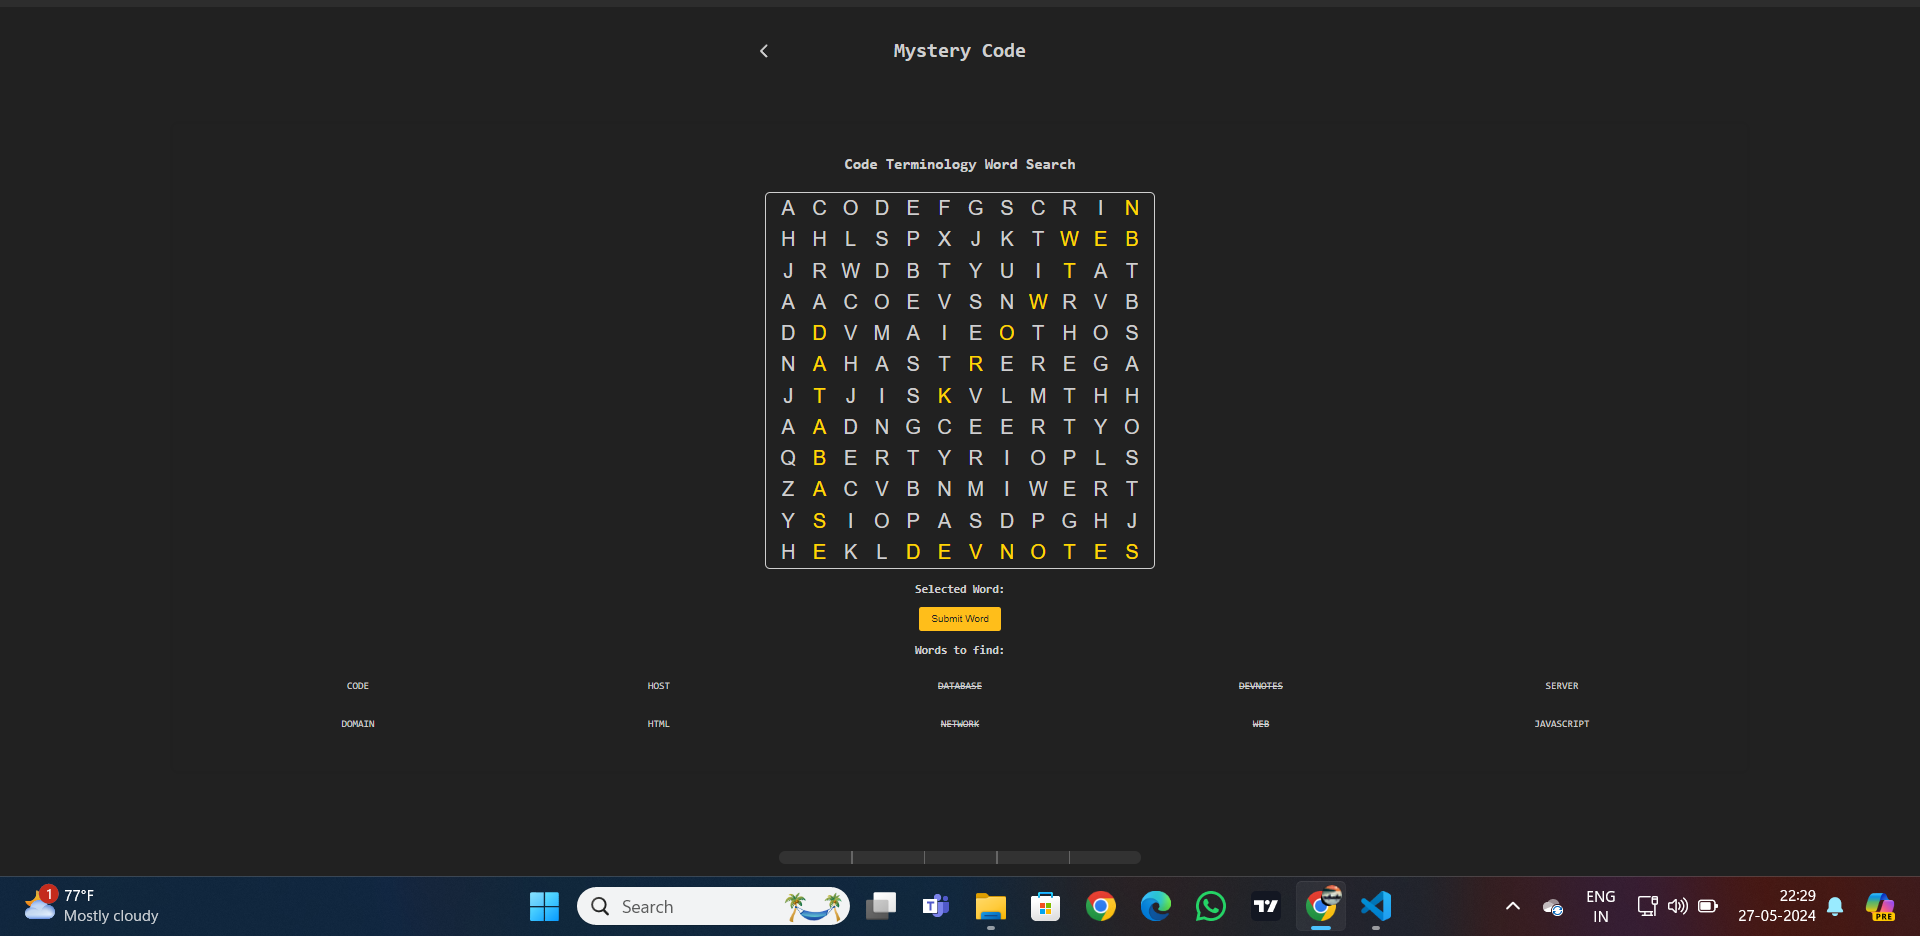 Mystery Code
Code Terminology Word Search
A C O D E F G S C R I N
H H L S P X J K T W E B
J R W D B T Y U I T A T
A A C O E V S N W R V B
D D V M A I E O T H O S
N A H A S T R E R E G A
J T J I S K V L M T H H
A A D N G C E E R T Y O
Q B E R T Y R I O P L S
Z A C V B N M I W E R T
Y S I O P A S D P G H J
H E K L D E V N O T E S
Selected Word:
Submit Word
Words to find:
CODE HOST DATABASE DEVNOTES SERVER
DOMAIN HTML NETWORK WEB JAVASCRIPT
1 77°F
Mostly cloudy
Search
T
PRE
ENG
IN
22:29
27-05-2024